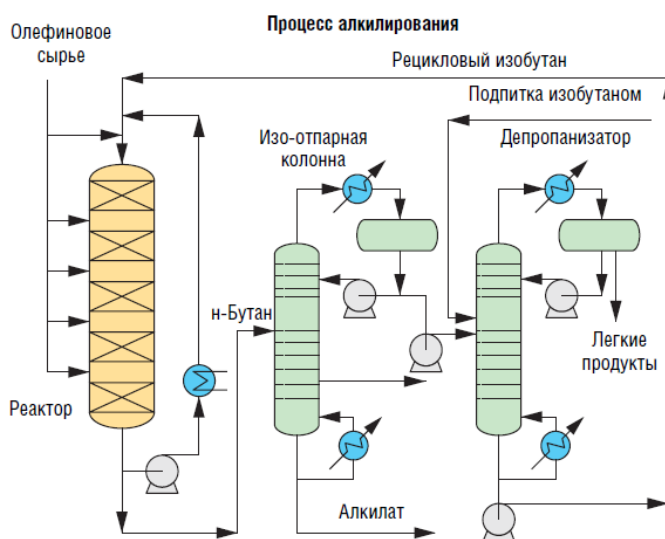 Процесс алкилирования
Олефиновое
сырье
Рецикловый изобутан
Подпитка изобутаном
Изо-отпарная
колонна
Депропанизатор
н-Бутан
Легкие
продукты
Реактор
Алкилат